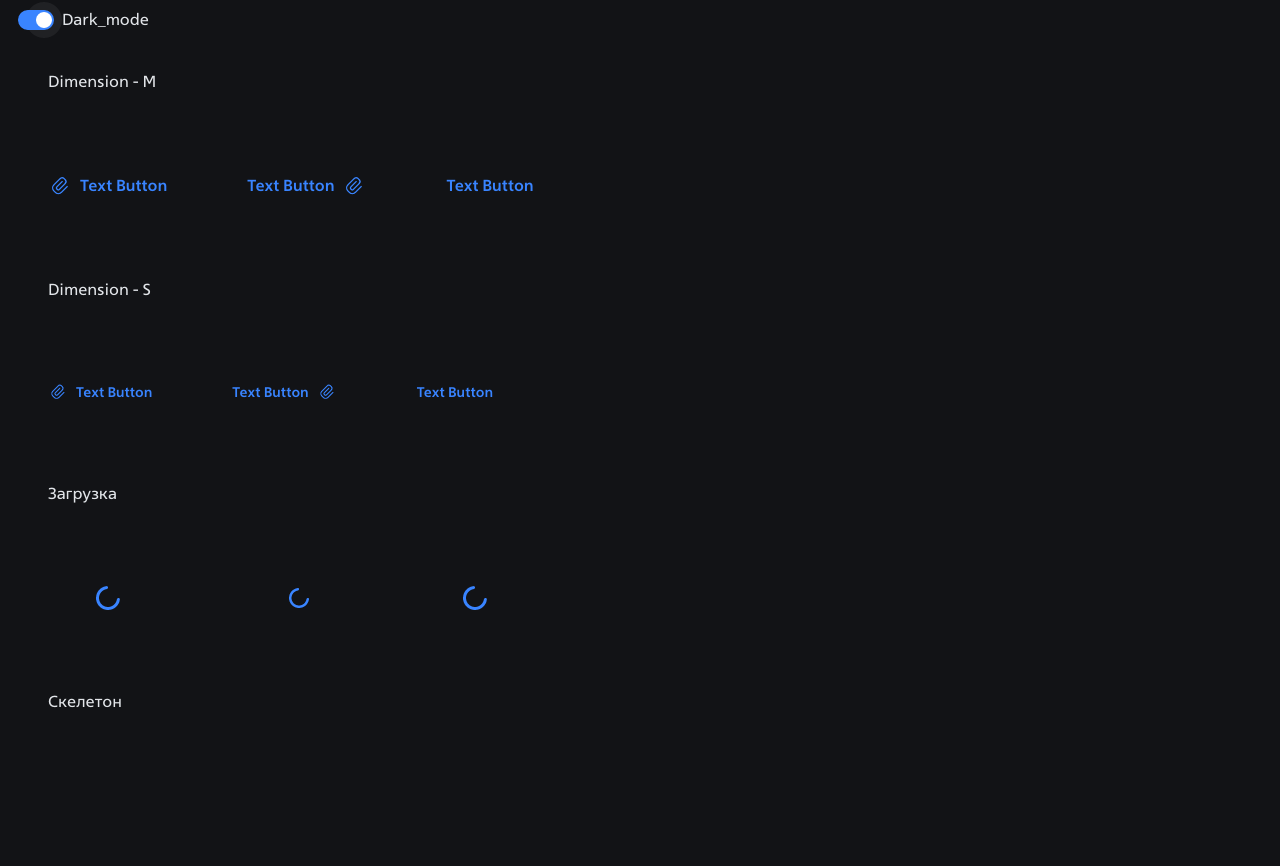 Dark_mode
Dimension - M
Text Button Text Button Text Button
Dimension - S
Text Button Text Button Text Button
Загрузка
Скелетон